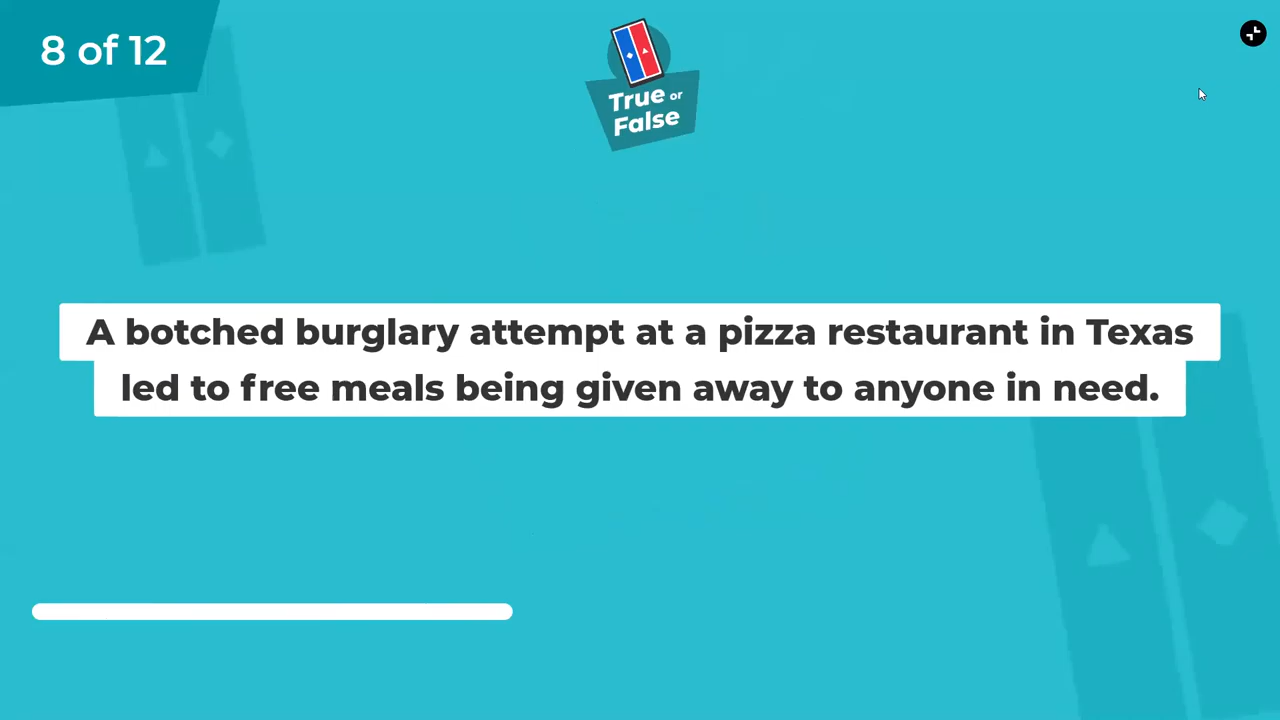 8 of 12
True or
False
A botched burglary attempt at a pizza restaurant in Texas
led to free meals being given away to anyone in need.